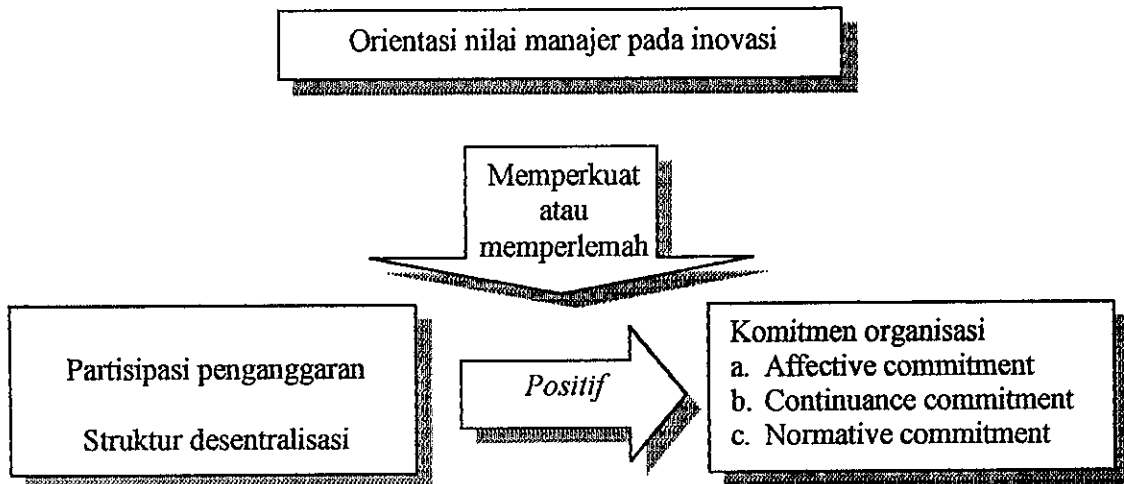 Orientasi nilai manajer pada inovasi
Memperkuat
atau
memperlemah
Partisipasi penganggaran
Struktur desentralisasi
Positif
Komitmen organisasi
a. Affective commitment
b. Continuance commitment
c. Normative commitment